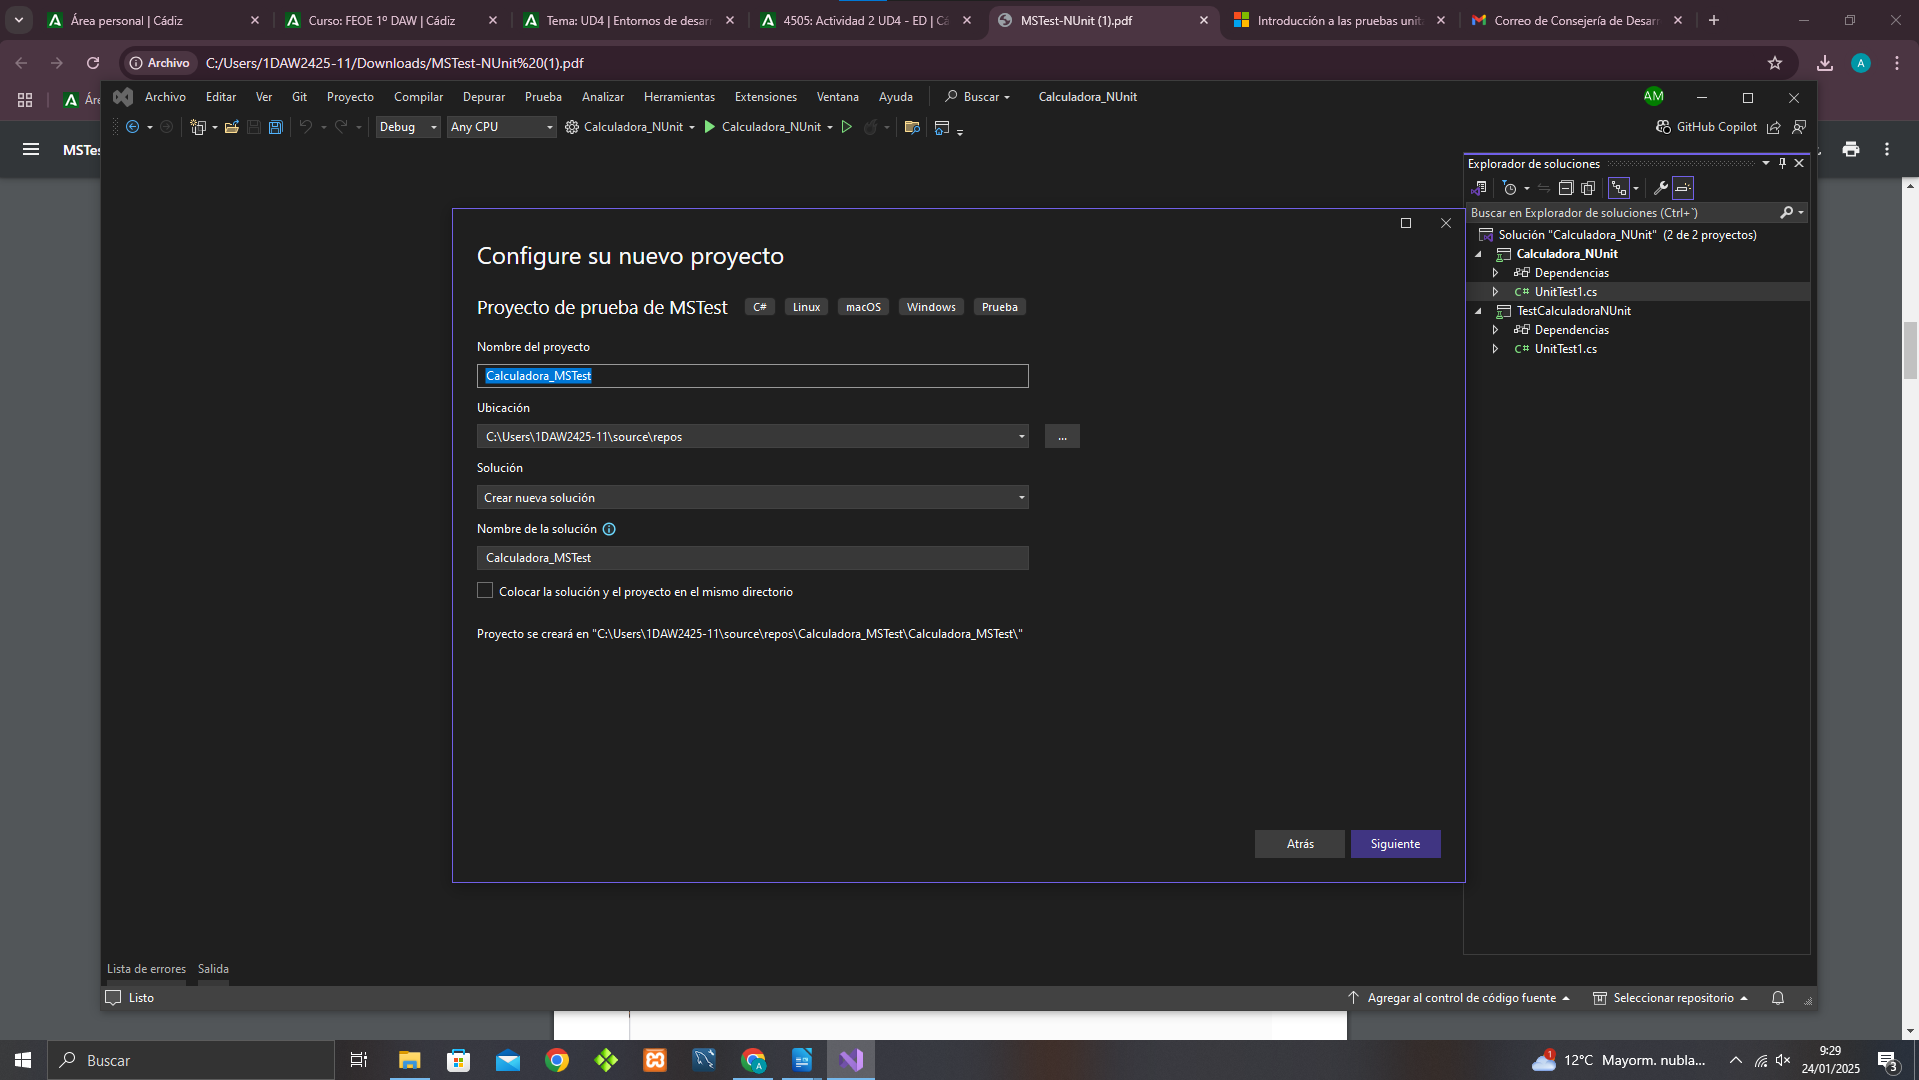 Área personal | Cádiz
Curso: FEOE 1º DAW | Cádiz
Tema: UD4 | Entornos de desarr
4505: Actividad 2 UD4 - ED | Cá
MSTest-NUnit (1).pdf
Introducción a las pruebas unit
Correo de Consejería de Desarr
Archivo
C:/Users/1DAW2425-11/Downloads/MSTest-NUnit%20(1).pdf
Áre
Archivo Editar Ver Git Proyecto Compilar Depurar Prueba Analizar Herramientas Extensiones Ventana Ayuda Buscar Calculadora_NUnit
AM
Debug Any CPU Calculadora_NUnit Calculadora_NUnit
GitHub Copilot
MSTes
Explorador de soluciones
Buscar en Explorador de soluciones (Ctrl+`)
Solución "Calculadora_NUnit" (2 de 2 proyectos)
Calculadora_NUnit
Dependencias
C# UnitTest1.cs
TestCalculadoraNUnit
Dependencias
C# UnitTest1.cs
Configure su nuevo proyecto
Proyecto de prueba de MSTest C# Linux macOS Windows Prueba
Nombre del proyecto
Calculadora_MSTest
Ubicación
C:\Users\1DAW2425-11\source\repos
...
Solución
Crear nueva solución
Nombre de la solución
Calculadora_MSTest
Colocar la solución y el proyecto en el mismo directorio
Proyecto se creará en "C:\Users\1DAW2425-11\source\repos\Calculadora_MSTest\Calculadora_MSTest\"
Atrás
Siguiente
Lista de errores Salida
Listo
Agregar al control de código fuente
Seleccionar repositorio
Buscar
1
12°C Mayorm. nubla...
9:29
24/01/2025
3